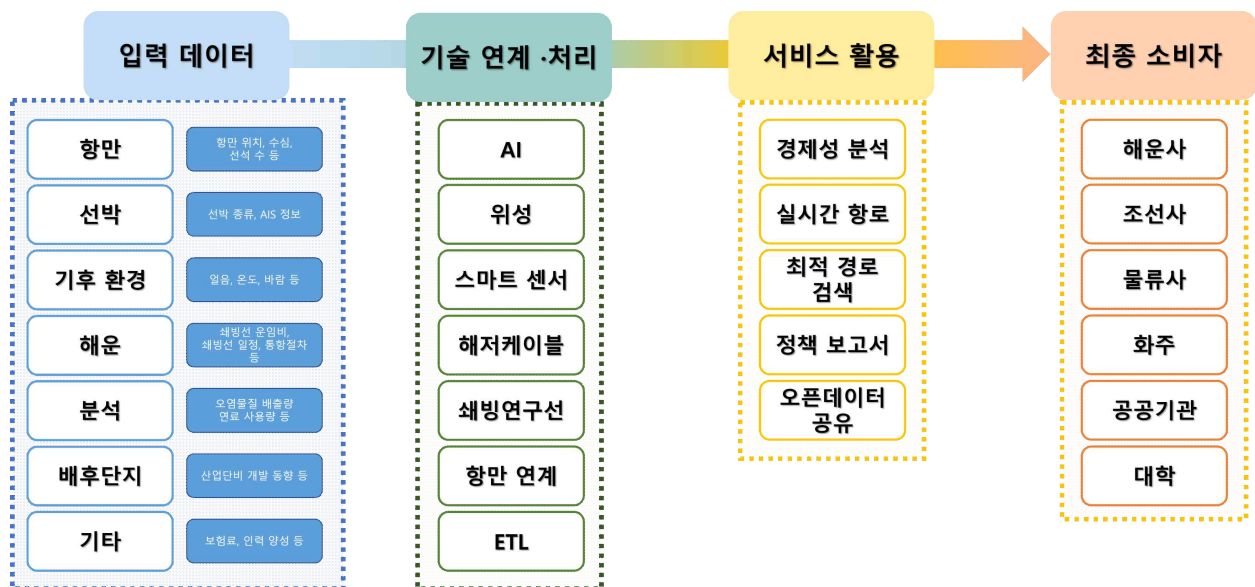 입력 데이터
기술 연계 ·처리
서비스 활용
최종 소비자
항만
항만 위치, 수심,
선석 수 등
선박
선박 종류, AIS 정보
기후 환경
얼음, 온도, 바람 등
해운
쇄빙선 운임비,
쇄빙선 일정, 통항절차
등
분석
오염물질 배출량
연료 사용량 등
배후단지
산업단비 개발 동향 등
기타
보험료, 인력 양성 등
AI
위성
스마트 센서
해저케이블
쇄빙연구선
항만 연계
ETL
경제성 분석
실시간 항로
최적 경로
검색
정책 보고서
오픈데이터
공유
해운사
조선사
물류사
화주
공공기관
대학